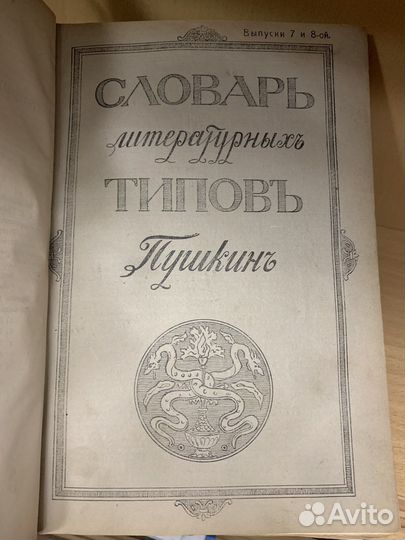 Выпуски 7 и 8-ой.
СЛОВАРЬ
литературныхъ
ТИПОВЪ
Пушкинъ
Avito